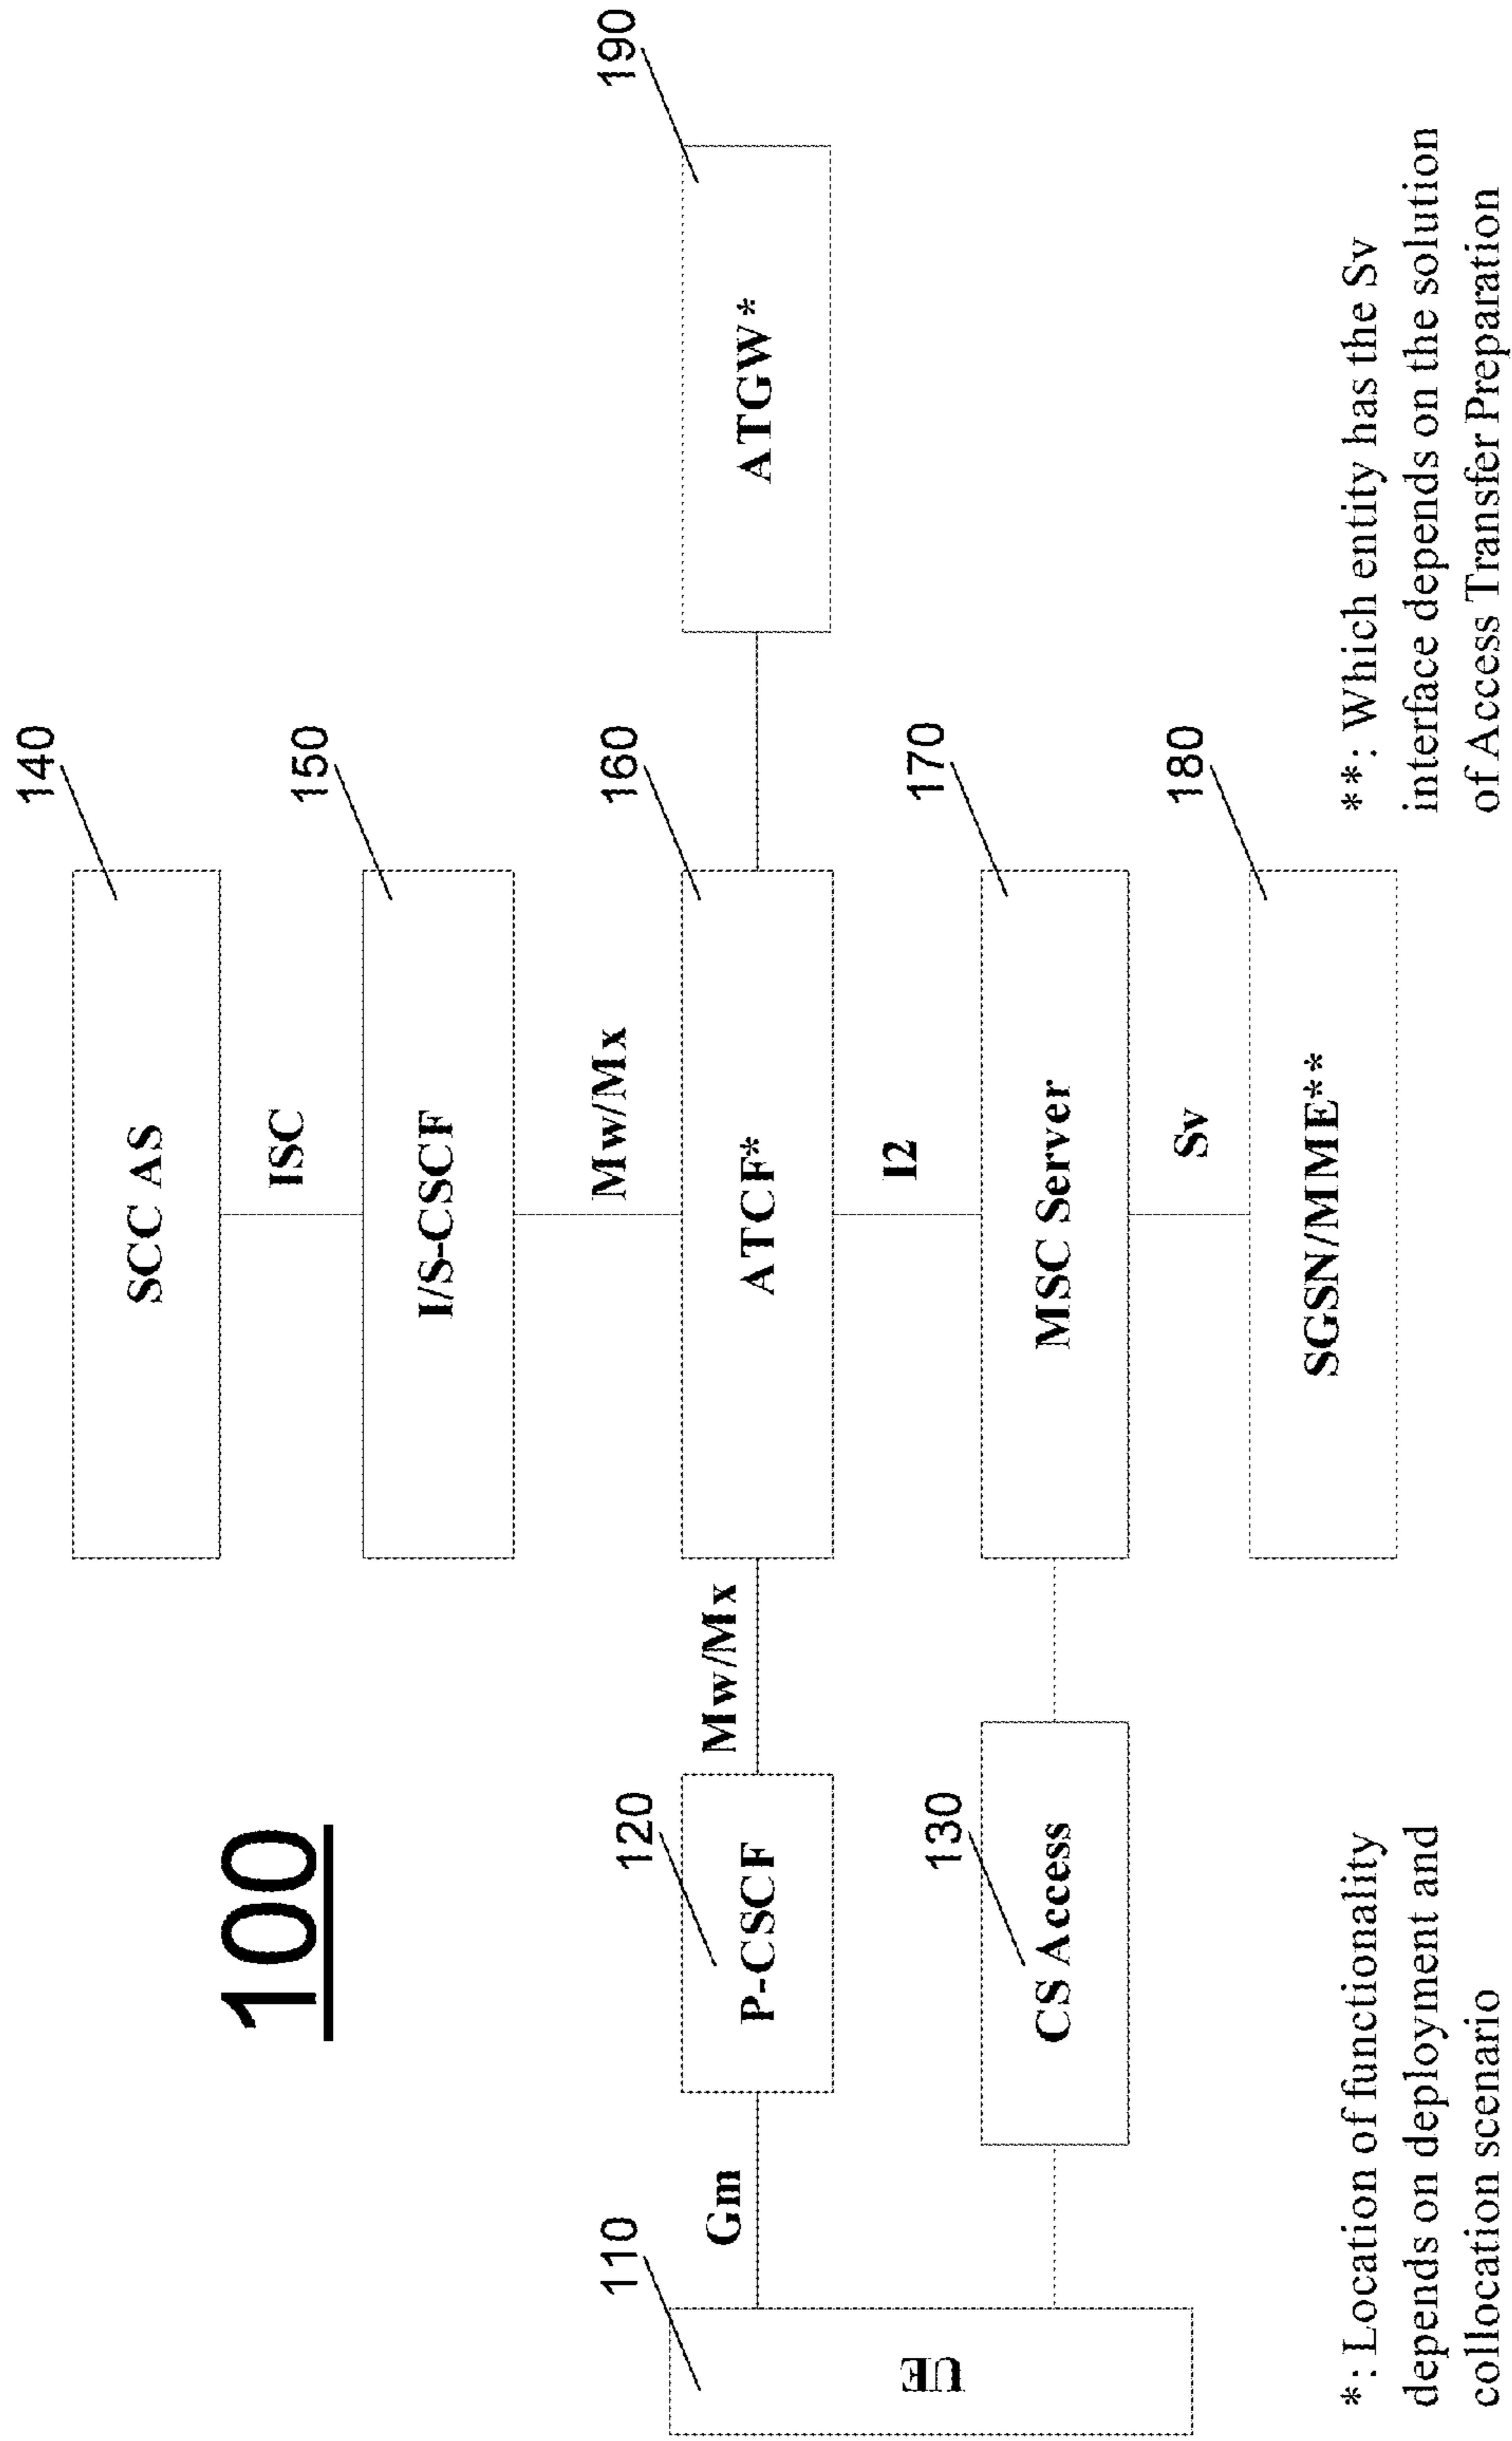 100
140
SCC AS
ISC
150
I/S-CSCF
Mw/Mx
110
UE
Gm
120
P-CSCF
Mw/Mx
160
ATCF*
190
ATGW*
I2
130
CS Access
170
MSC Server
Sv
180
SGSN/MME**
*: Location of functionality
depends on deployment and
collocation scenario
**: Which entity has the Sv
interface depends on the solution
of Access Transfer Preparation